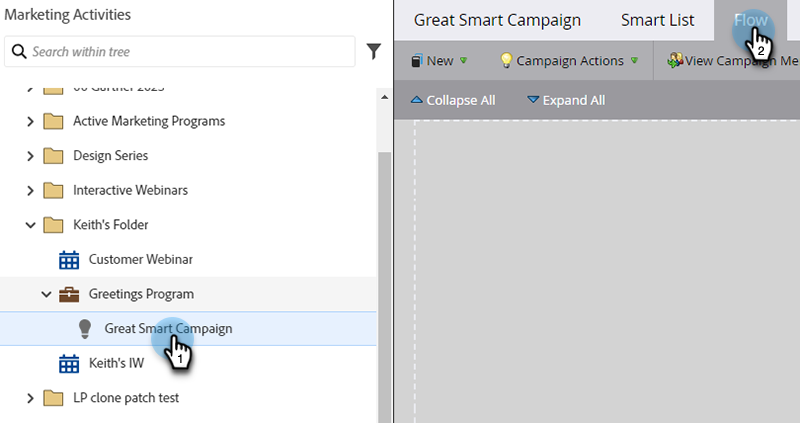 Marketing Activities
Search within tree
06 Gartner 2023
Active Marketing Programs
Design Series
Interactive Webinars
Keith's Folder
Customer Webinar
Greetings Program
Great Smart Campaign
1
Keith's IW
LP clone patch test
Great Smart Campaign Smart List Flow
2
New Campaign Actions View Campaign Me
Collapse All Expand All